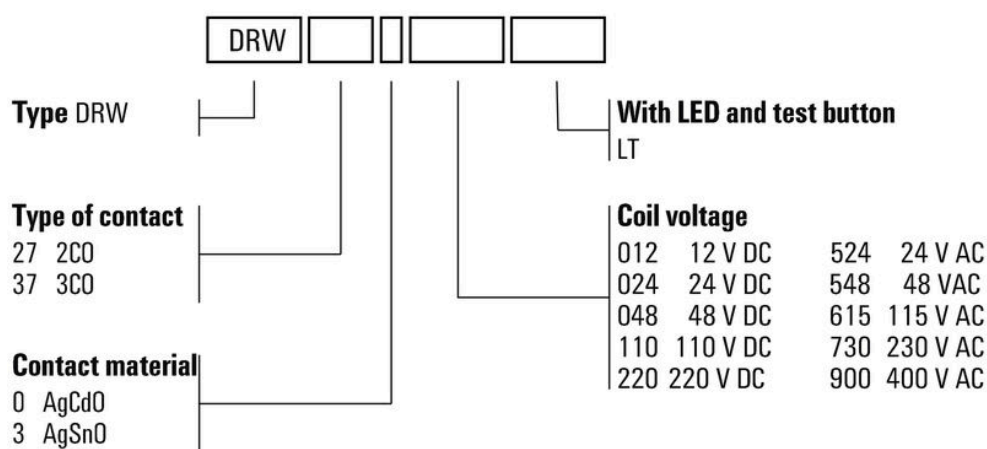 DRW
Type DRW
With LED and test button
LT
Type of contact
27 2CO
37 3CO
Coil voltage
012 12 V DC 524 24 V AC
024 24 V DC 548 48 VAC
048 48 V DC 615 115 V AC
110 110 V DC 730 230 V AC
220 220 V DC 900 400 V AC
Contact material
0 AgCdO
3 AgSnO